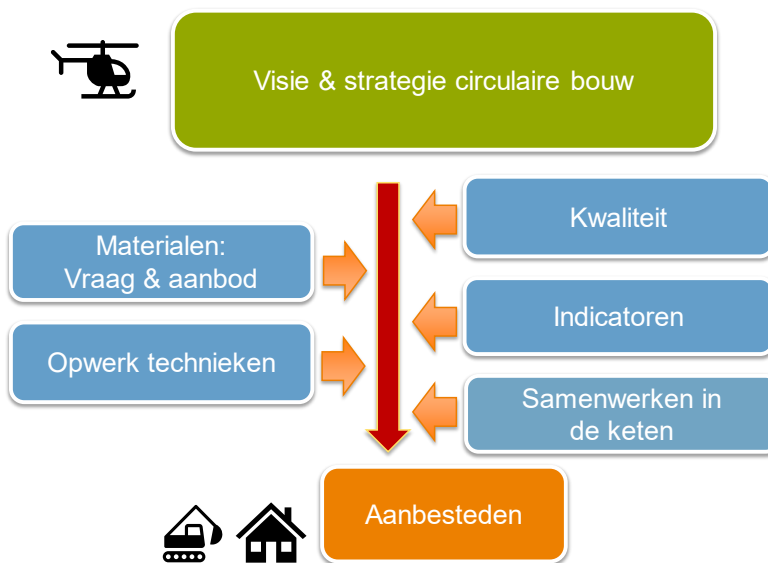 Visie & strategie circulaire bouw
Kwaliteit
Materialen:
Vraag & aanbod
Indicatoren
Opwerk technieken
Samenwerken in
de keten
Aanbesteden